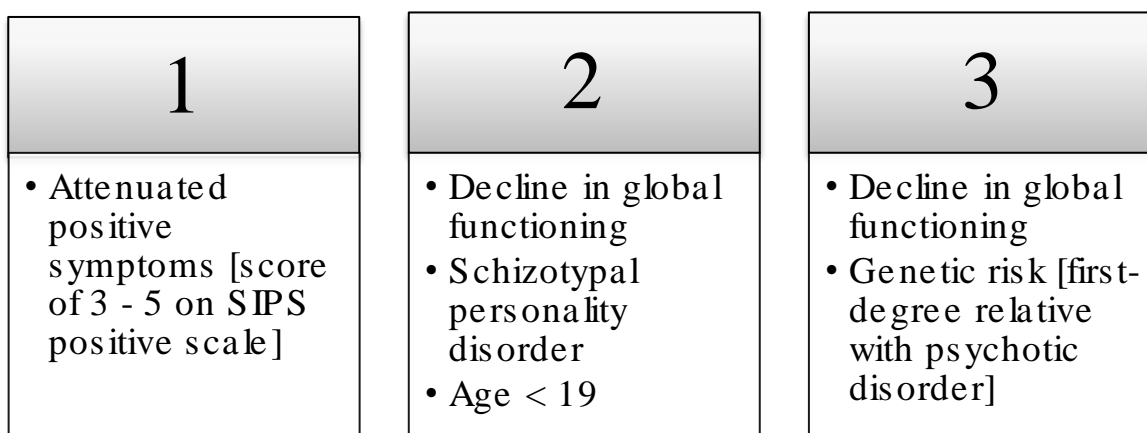 1
• Attenuated
positive
symptoms [score
of 3 - 5 on SIPS
positive scale]
2
• Decline in global
functioning
• Schizotypal
personality
disorder
• Age < 19
3
• Decline in global
functioning
• Genetic risk [first-
degree relative
with psychotic
disorder]